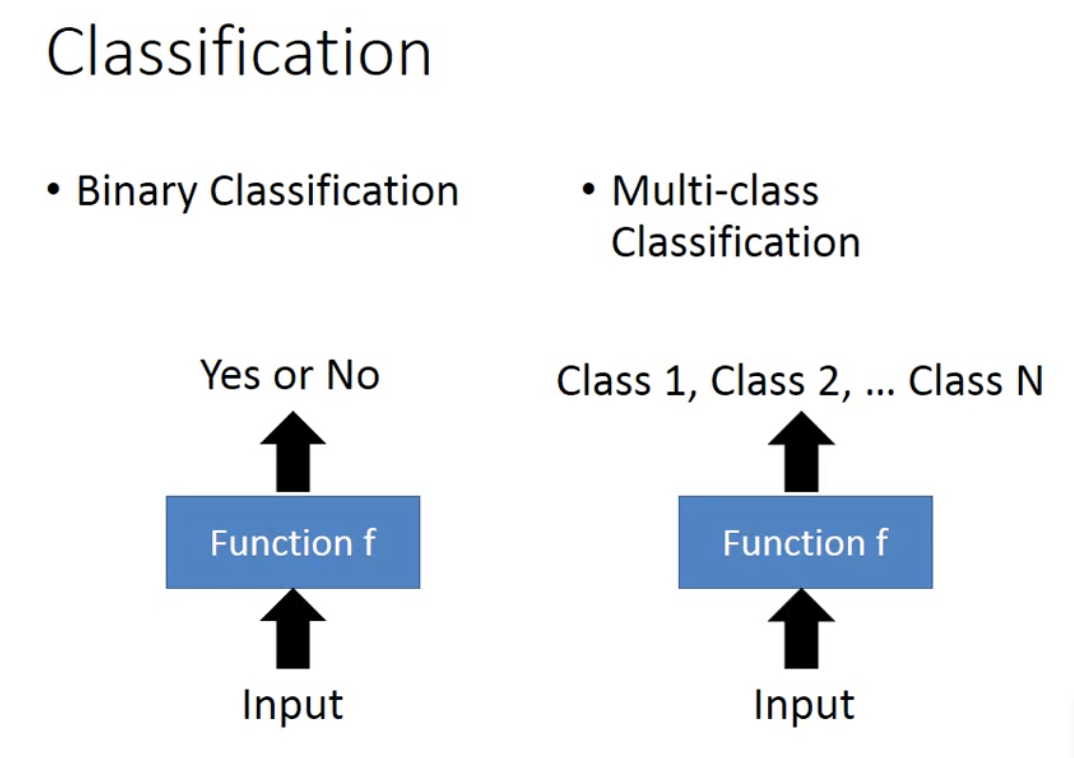 Classification
• Binary Classification
• Multi-class
Classification
Yes or No
Function f
Input
Class 1, Class 2, ... Class N
Function f
Input